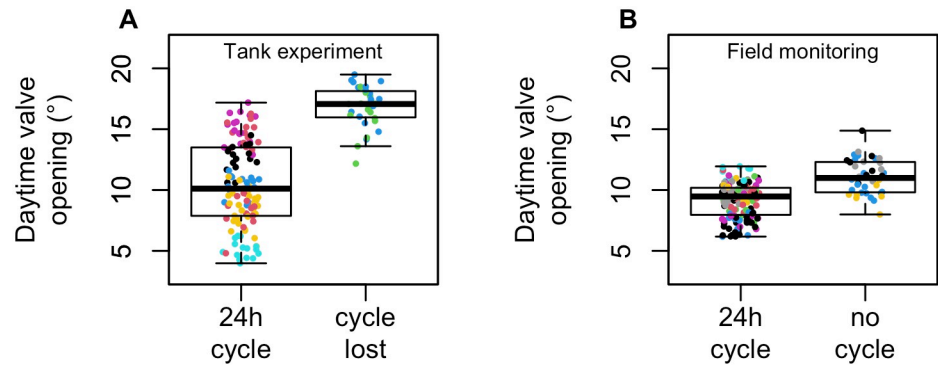 A
Tank experiment
Daytime valve
opening (°)
20
15
10
5
24h
cycle
cycle
lost
B
Field monitoring
Daytime valve
opening (°)
20
15
10
5
24h
cycle
no
cycle